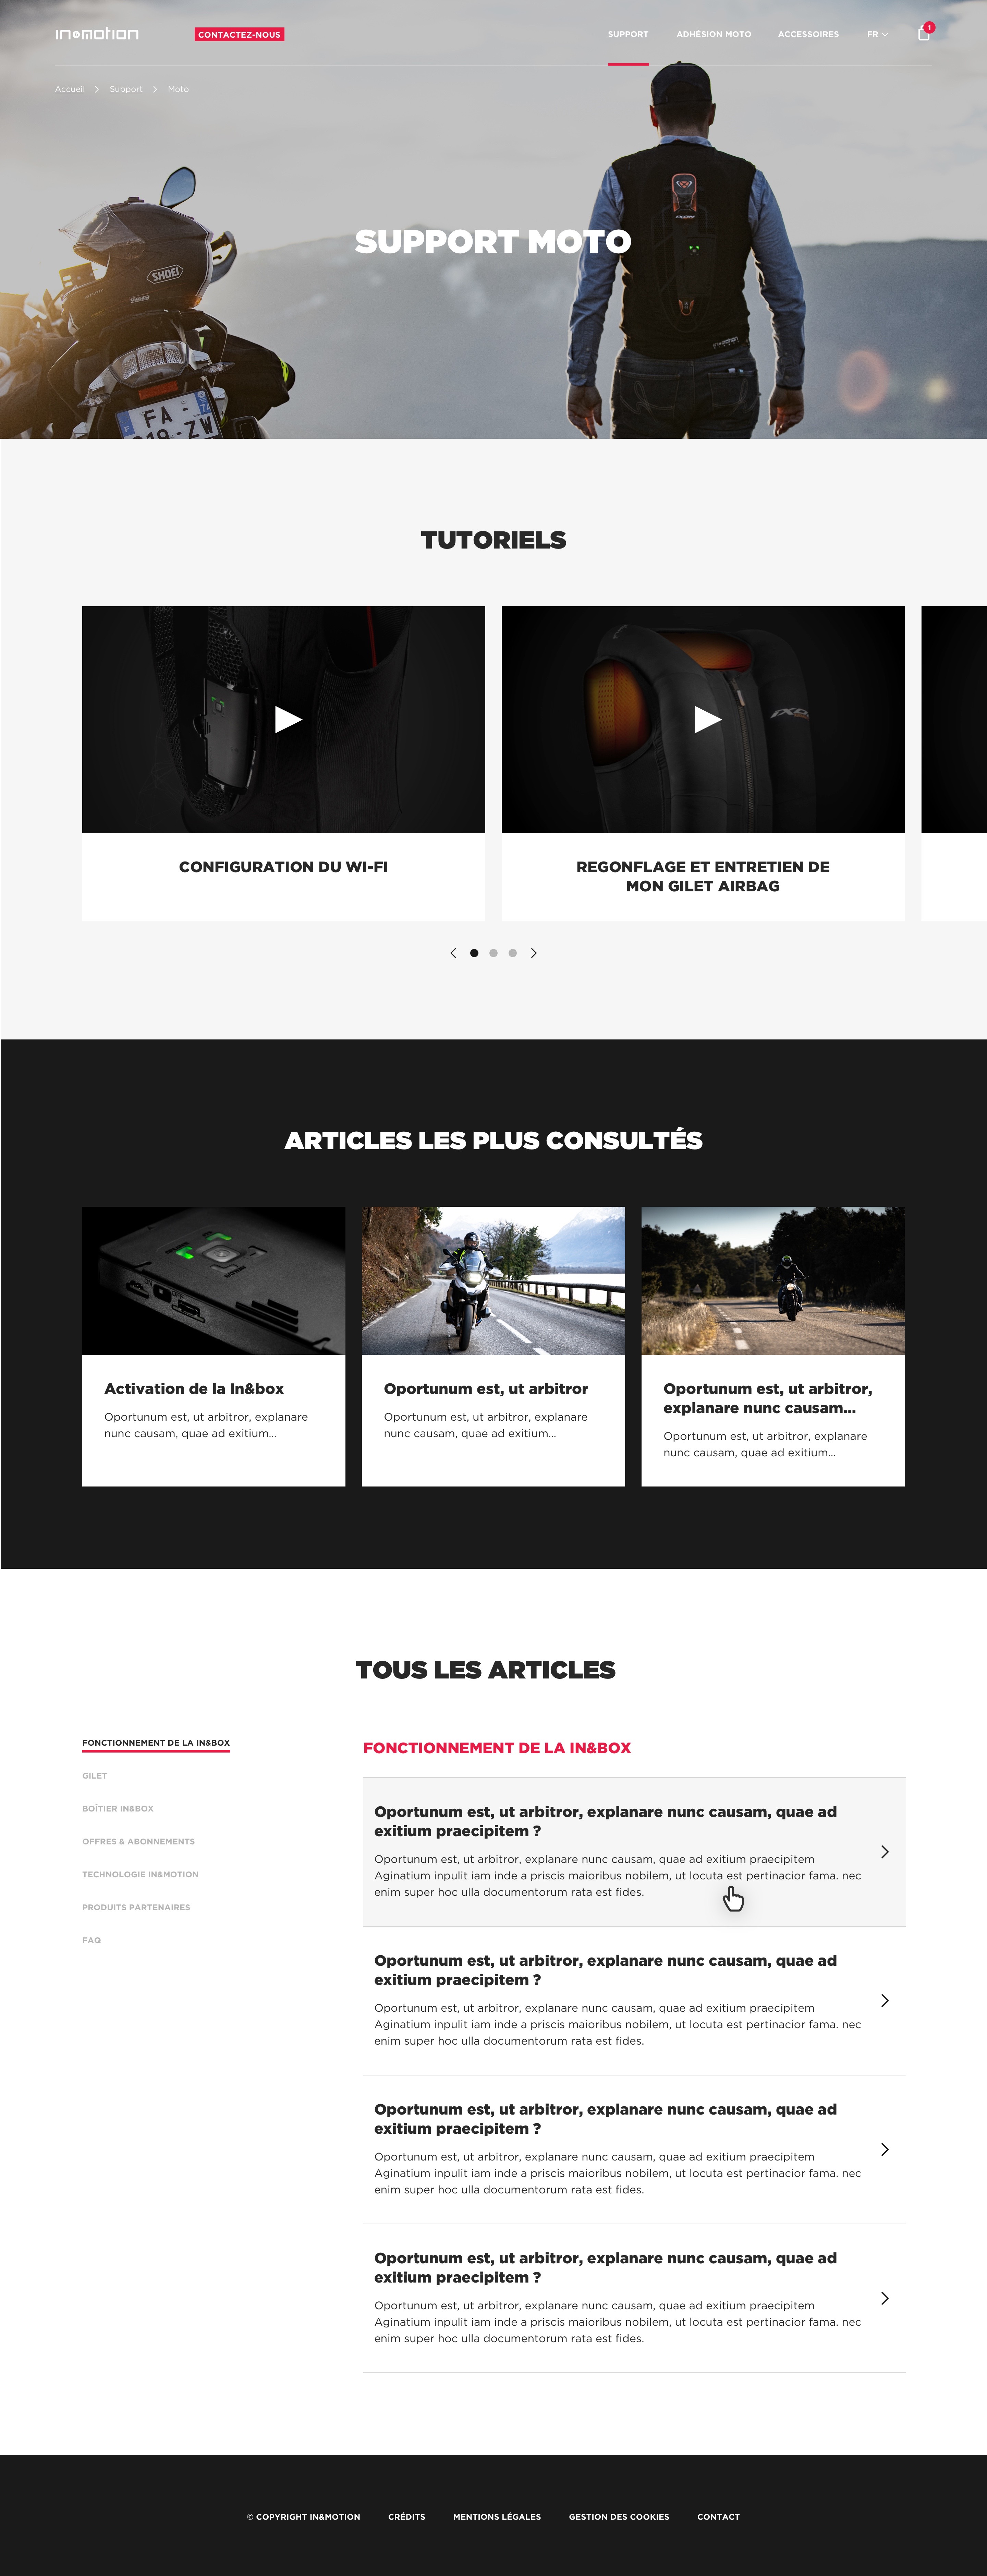 in&motion
CONTACTEZ-NOUS
SUPPORT
ADHÉSION MOTO
ACCESSOIRES
FR
1
Accueil
Support
Moto
SHOEI
SUPPORT MOTO
FA
74
F
919-ZW
TUTORIELS
CONFIGURATION DU WI-FI
REGONFLAGE ET ENTRETIEN DE
MON GILET AIRBAG
ARTICLES LES PLUS CONSULTÉS
Activation de la In&box
Oportunum est, ut arbitror, explanare
nunc causam, quae ad exitium...
Oportunum est, ut arbitror
Oportunum est, ut arbitror, explanare
nunc causam, quae ad exitium...
Oportunum est, ut arbitror,
explanare nunc causam...
Oportunum est, ut arbitror, explanare
nunc causam, quae ad exitium...
TOUS LES ARTICLES
FONCTIONNEMENT DE LA IN&BOX
GILET
BOÎTIER IN&BOX
OFFRES & ABONNEMENTS
TECHNOLOGIE IN&MOTION
PRODUITS PARTENAIRES
FAQ
FONCTIONNEMENT DE LA IN&BOX
Oportunum est, ut arbitror, explanare nunc causam, quae ad
exitium praecipitem ?
Oportunum est, ut arbitror, explanare nunc causam, quae ad exitium praecipitem
Aginatium inpulit iam inde a priscis maioribus nobilem, ut locuta est pertinacior fama. nec
enim super hoc ulla documentorum rata est fides.
Oportunum est, ut arbitror, explanare nunc causam, quae ad
exitium praecipitem ?
Oportunum est, ut arbitror, explanare nunc causam, quae ad exitium praecipitem
Aginatium inpulit iam inde a priscis maioribus nobilem, ut locuta est pertinacior fama. nec
enim super hoc ulla documentorum rata est fides.
Oportunum est, ut arbitror, explanare nunc causam, quae ad
exitium praecipitem ?
Oportunum est, ut arbitror, explanare nunc causam, quae ad exitium praecipitem
Aginatium inpulit iam inde a priscis maioribus nobilem, ut locuta est pertinacior fama. nec
enim super hoc ulla documentorum rata est fides.
Oportunum est, ut arbitror, explanare nunc causam, quae ad
exitium praecipitem ?
Oportunum est, ut arbitror, explanare nunc causam, quae ad exitium praecipitem
Aginatium inpulit iam inde a priscis maioribus nobilem, ut locuta est pertinacior fama. nec
enim super hoc ulla documentorum rata est fides.
© COPYRIGHT IN&MOTION
CRÉDITS
MENTIONS LÉGALES
GESTION DES COOKIES
CONTACT